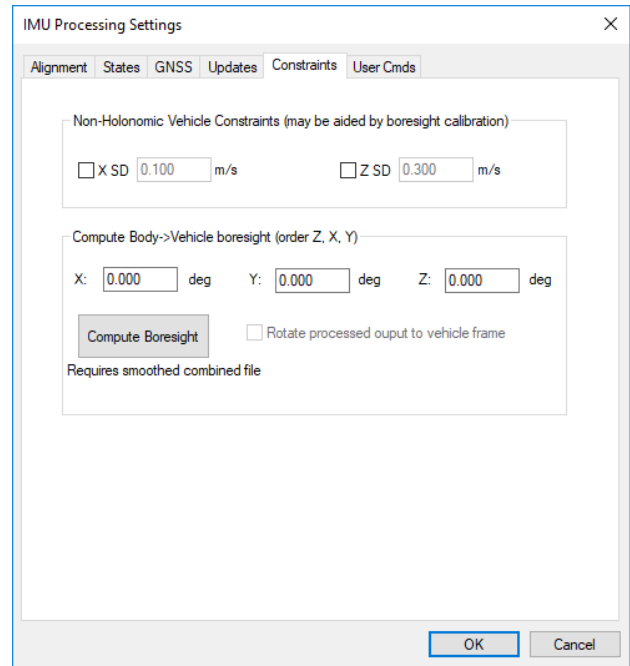 IMU Processing Settings
Alignment States GNSS Updates Constraints User Cmds
Non-Holonomic Vehicle Constraints (may be aided by boresight calibration)
X SD 0.100 m/s Z SD 0.300 m/s
Compute Body->Vehicle boresight (order Z, X, Y)
X: 0.000 deg Y: 0.000 deg Z: 0.000 deg
Compute Boresight Rotate processed ouput to vehicle frame
Requires smoothed combined file
OK Cancel